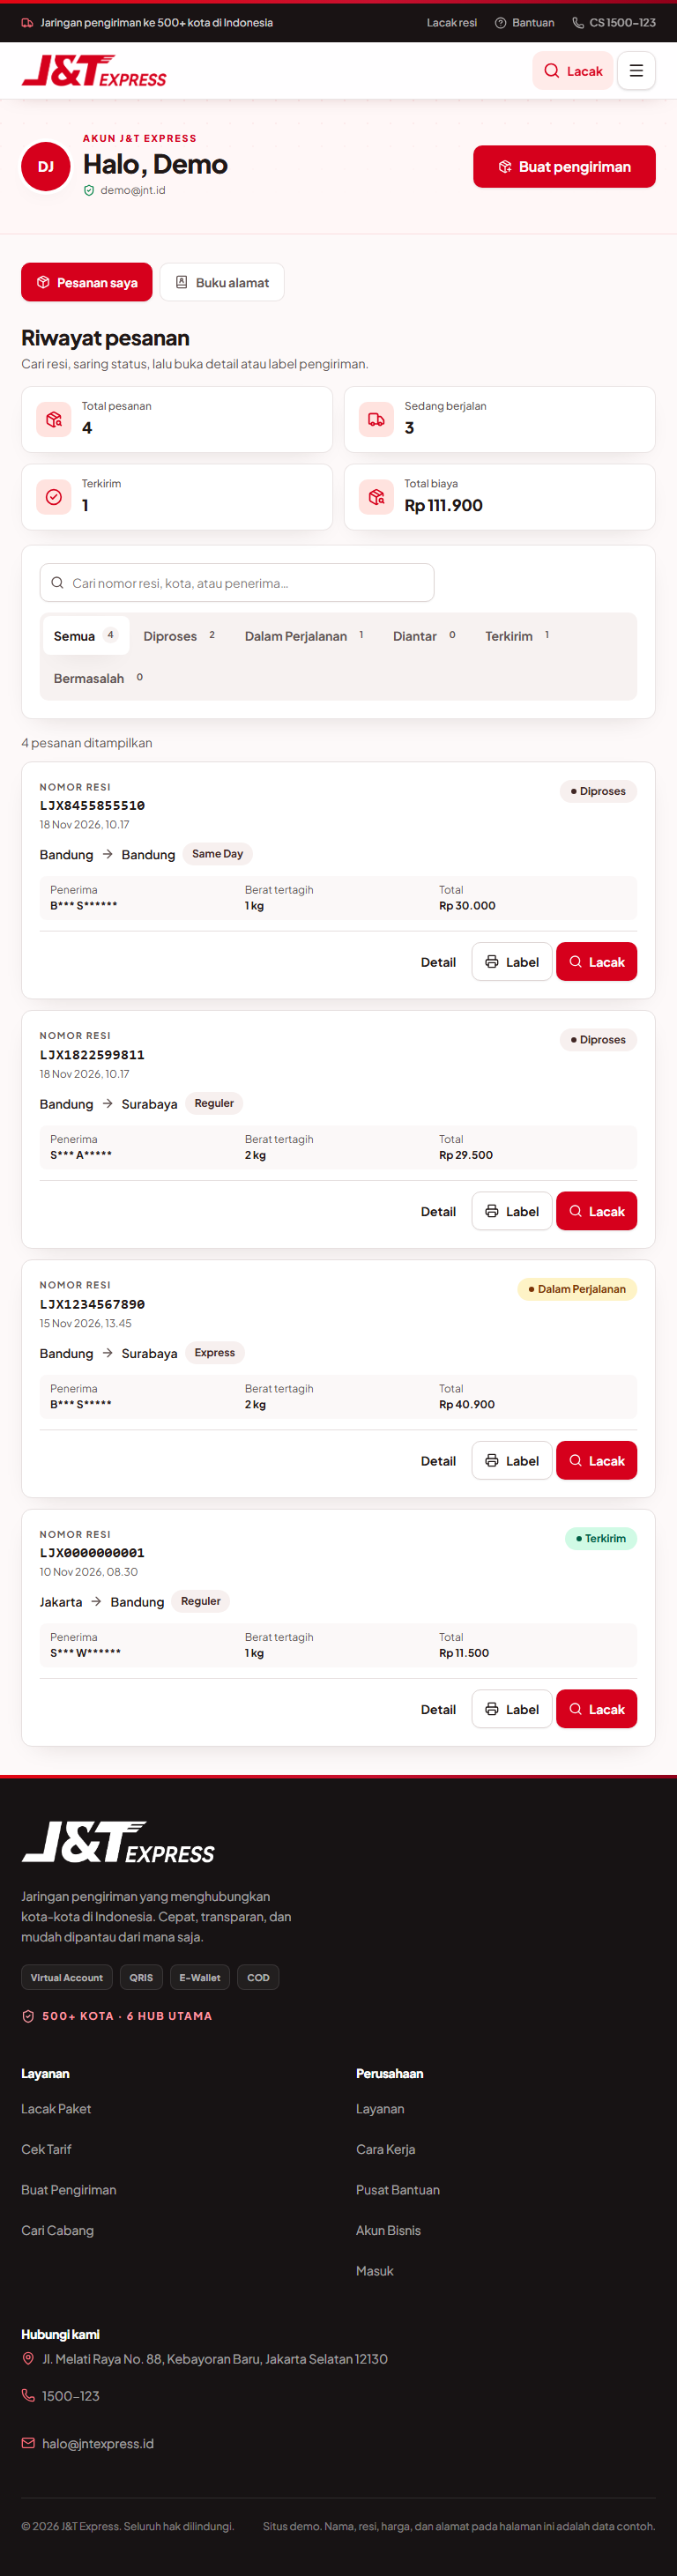 Jaringan pengiriman ke 500+ kota di Indonesia
Lacak resi
Bantuan
CS 1500-123
J&T EXPRESS
Lacak
DJ
AKUN J&T EXPRESS
Halo, Demo
demo@jnt.id
Buat pengiriman
Pesanan saya
Buku alamat
Riwayat pesanan
Cari resi, saring status, lalu buka detail atau label pengiriman.
Total pesanan
4
Sedang berjalan
3
Terkirim
1
Total biaya
Rp 111.900
Cari nomor resi, kota, atau penerima…
Semua 4
Diproses 2
Dalam Perjalanan 1
Diantar 0
Terkirim 1
Bermasalah 0
4 pesanan ditampilkan
NOMOR RESI
Diproses
LJX8455855510
18 Nov 2026, 10.17
Bandung → Bandung Same Day
Penerima Berat tertagih Total
B*** S****** 1 kg Rp 30.000
Detail Label Lacak
NOMOR RESI
Diproses
LJX1822599811
18 Nov 2026, 10.17
Bandung → Surabaya Reguler
Penerima Berat tertagih Total
S*** A***** 2 kg Rp 29.500
Detail Label Lacak
NOMOR RESI
Dalam Perjalanan
LJX1234567890
15 Nov 2026, 13.45
Bandung → Surabaya Express
Penerima Berat tertagih Total
B*** S***** 2 kg Rp 40.900
Detail Label Lacak
NOMOR RESI
Terkirim
LJX0000000001
10 Nov 2026, 08.30
Jakarta → Bandung Reguler
Penerima Berat tertagih Total
S*** W****** 1 kg Rp 11.500
Detail Label Lacak
J&T EXPRESS
Jaringan pengiriman yang menghubungkan
kota-kota di Indonesia. Cepat, transparan, dan
mudah dipantau dari mana saja.
Virtual Account QRIS E-Wallet COD
500+ KOTA · 6 HUB UTAMA
Layanan
Lacak Paket
Cek Tarif
Buat Pengiriman
Cari Cabang
Perusahaan
Layanan
Cara Kerja
Pusat Bantuan
Akun Bisnis
Masuk
Hubungi kami
Jl. Melati Raya No. 88, Kebayoran Baru, Jakarta Selatan 12130
1500-123
halo@jntexpress.id
© 2026 J&T Express. Seluruh hak dilindungi.
Situs demo. Nama, resi, harga, dan alamat pada halaman ini adalah data contoh.